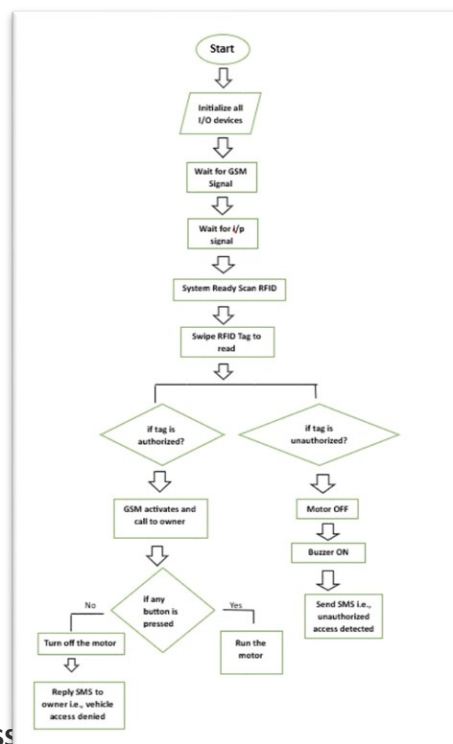 Start
Initialize all
I/O devices
Wait for GSM
Signal
Wait for i/p
signal
System Ready Scan RFID
Swipe RFID Tag to
read
if tag is
authorized?
if tag is
unauthorized?
GSM activates and
call to owner
Motor OFF
Buzzer ON
Send SMS i.e.,
unauthorized
access detected
if any
button is
pressed
No
Yes
Turn off the motor
Run the
motor
Reply SMS to
owner i.e., vehicle
access denied